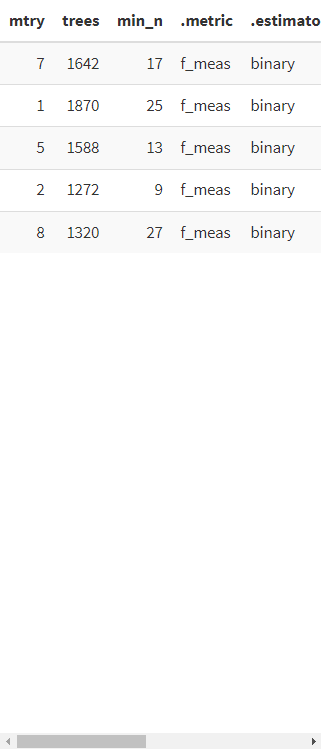 mtry trees min_n .metric .estimato
7 1642 17 f_meas binary
1 1870 25 f_meas binary
5 1588 13 f_meas binary
2 1272 9 f_meas binary
8 1320 27 f_meas binary